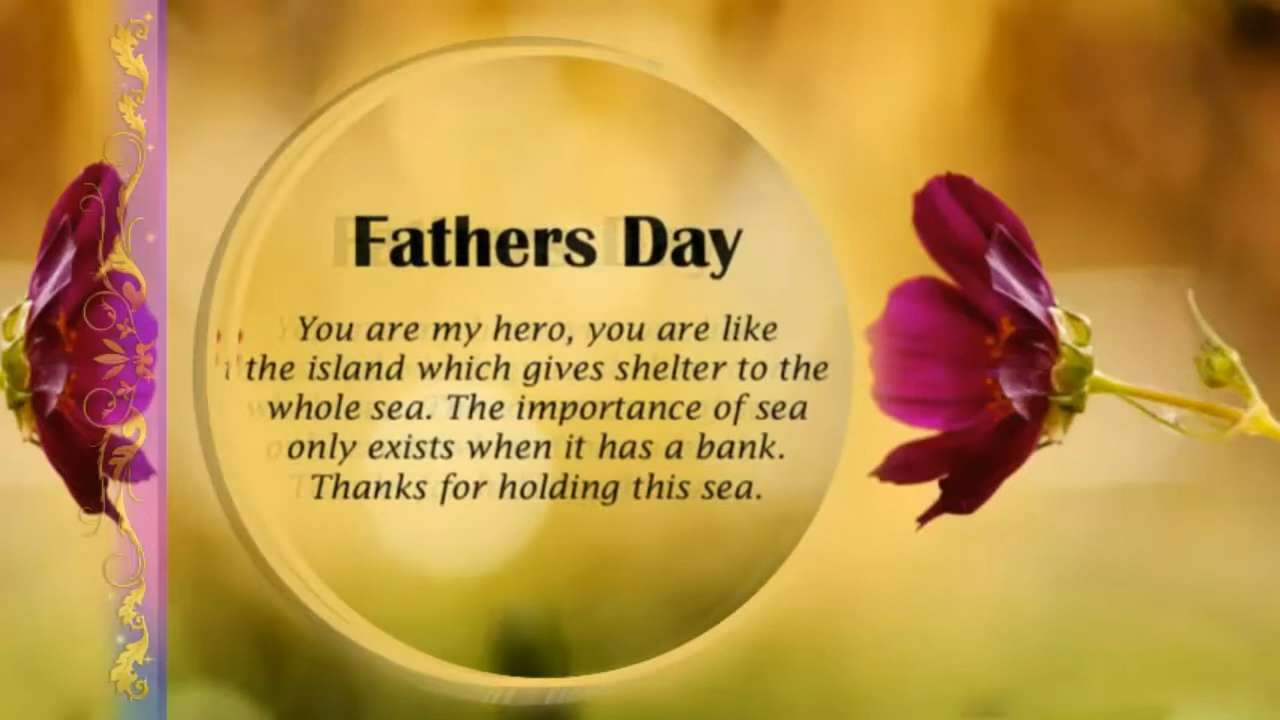 Fathers Day
You are my hero, you are like
the island which gives shelter to the
whole sea. The importance of sea
only exists when it has a bank.
Thanks for holding this sea.